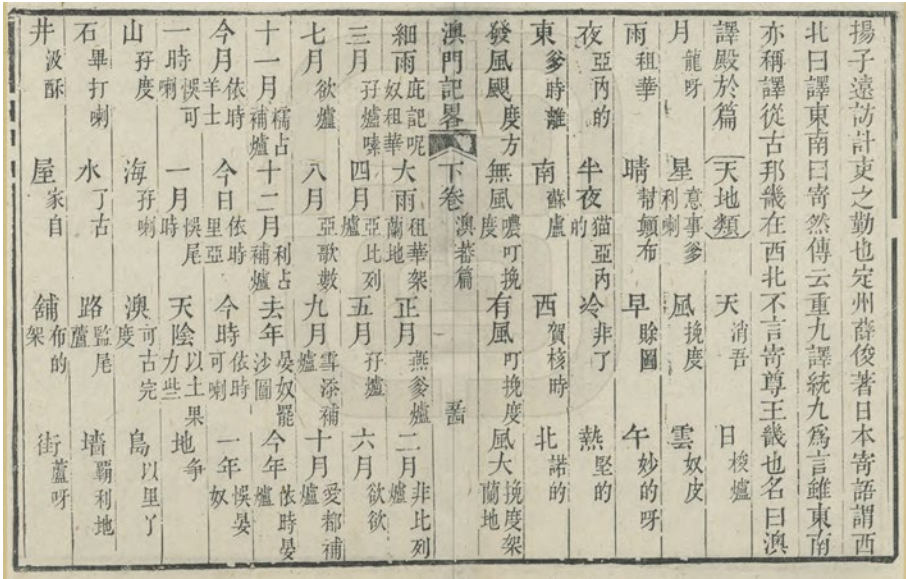 揚子遠訪計吏之勤也定州薛俊著日本寄語謂西
北曰譯東南曰寄然傳云重九譯統九爲言雖東南
亦稱譯從古邦畿在西北不言寄尊王畿也名曰澳
譯殿於篇 天地類 天 消吾 日 梭爐
月 龍呀 星 意事爹利喇 風 挽度 雲 奴皮
雨 租華 晴 幫顛布 早 賒圖 午 妙的呀
夜 亞內的 半夜 猫亞內的 冷 非了 熱 堅的
東 爹時離 南 蘇盧 西 賀核時 北 諾的
發風颶 度方 無風 噥叮挽度 有風 叮挽度 風大 挽度架蘭地
澳門記畧 下卷 澳蕃篇
細雨 庇記呢奴租華 大雨 租華架蘭地 正月 燕爹爐 二月 非比列爐
三月 孖爐嗦 四月 亞比列爐 五月 孖爐 六月 欲欲
七月 欲爐 八月 亞歌數 九月 雪添補爐 十月 愛都補爐
十一月 糯占補爐 十二月 利占補爐 去年 晏奴罷沙圖 今年 依時晏爐
今月 依時羊士 今日 依時里亞 今時 依時可喇 一年 悞晏奴
一時 悞可喇 一月 悞尾時 天陰 以土果力些 地 爭
山 孖度 海 孖喇 澳 可古完度 島 以里丫
石 畢打喇 水 了古 路 監尾蘆 墻 覇利地
井 汲酥 屋 家自 舖 布的架 街 蘆呀